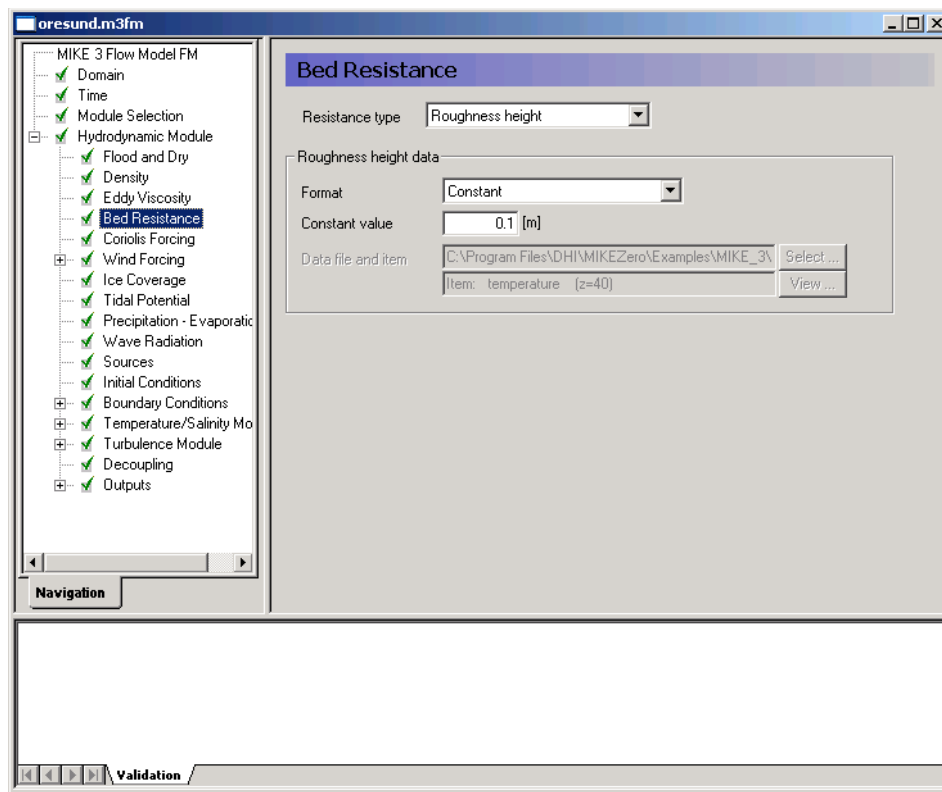 oresund.m3fm
MIKE 3 Flow Model FM
Domain
Time
Module Selection
Hydrodynamic Module
Flood and Dry
Density
Eddy Viscosity
Bed Resistance
Coriolis Forcing
Wind Forcing
Ice Coverage
Tidal Potential
Precipitation - Evaporatic
Wave Radiation
Sources
Initial Conditions
Boundary Conditions
Temperature/Salinity Mo
Turbulence Module
Decoupling
Outputs
Navigation
Bed Resistance
Resistance type Roughness height
Roughness height data
Format Constant
Constant value 0.1 [m]
Data file and item C:\Program Files\DHI\MIKEZero\Examples\MIKE_3\ Select ...
Item: temperature (z=40) View ...
Validation